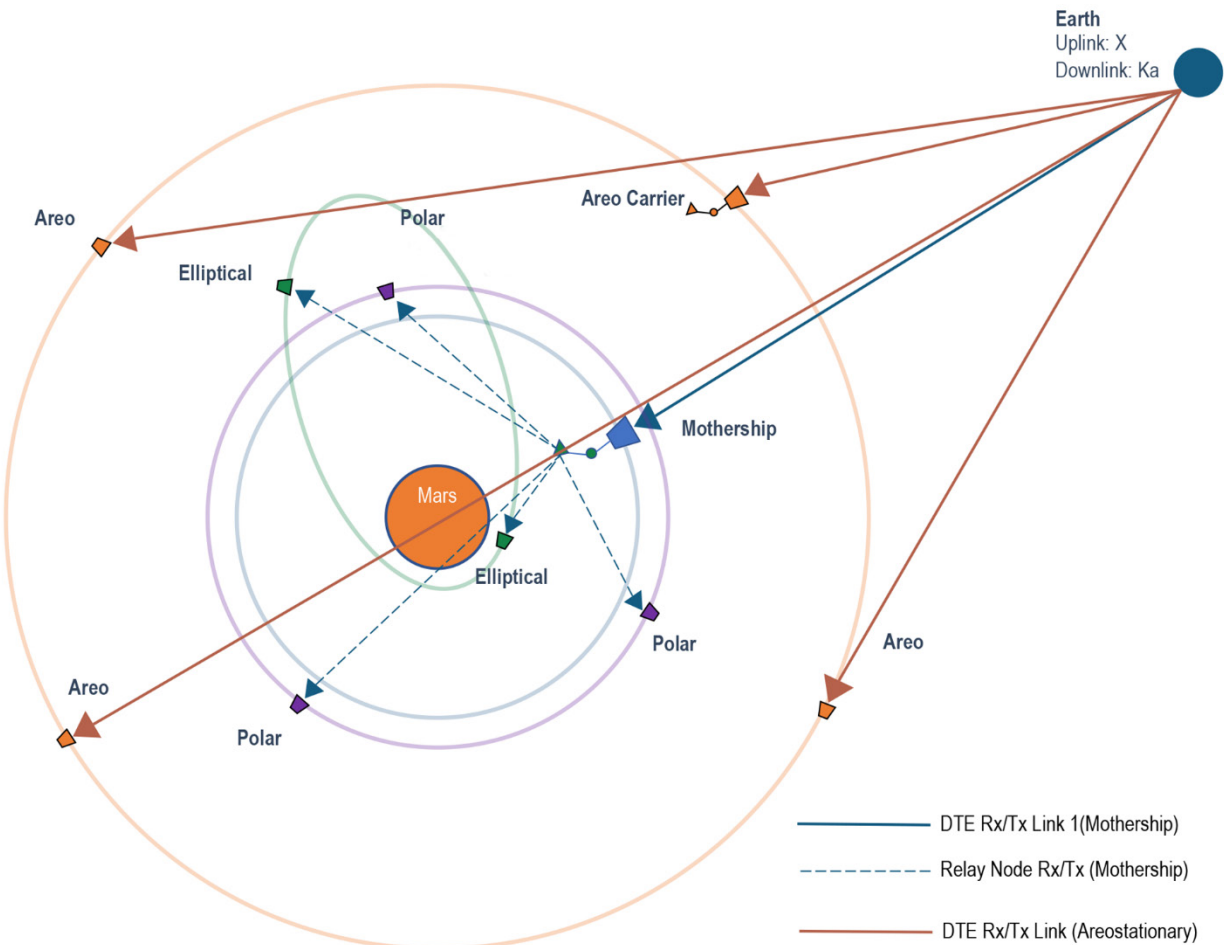 Earth
Uplink: X
Downlink: Ka
Areo Carrier
Areo
Polar
Elliptical
Mothership
Mars
Elliptical
Polar
Areo
Areo
Polar
DTE Rx/Tx Link 1(Mothership)
Relay Node Rx/Tx (Mothership)
DTE Rx/Tx Link (Areostationary)